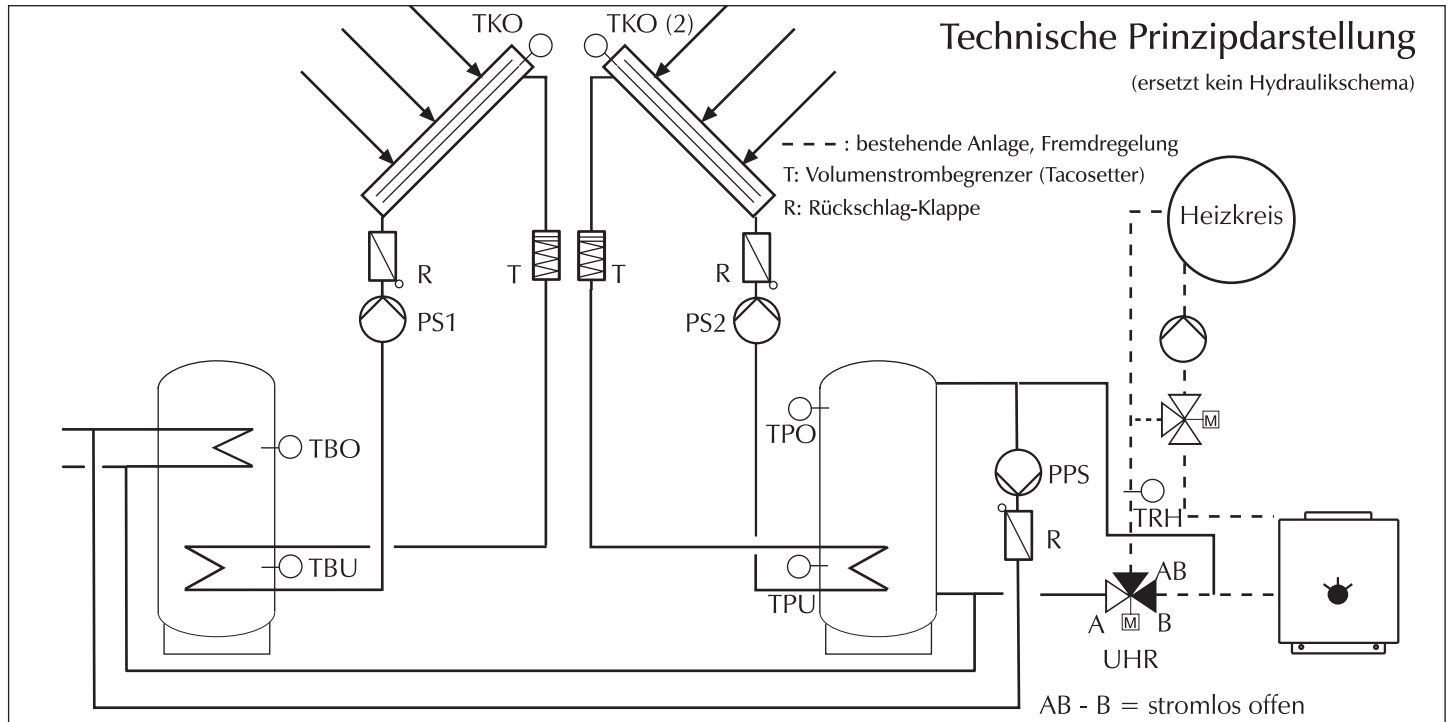 TKO
TKO (2)
Technische Prinzipdarstellung
(ersetzt kein Hydraulikschema)
: bestehende Anlage, Fremdregelung
T: Volumenstrombegrenzer (Tacosetter)
R: Rückschlag-Klappe
Heizkreis
R
T
T
R
PS1
PS2
M
TBO
TPO
PPS
TRH
R
TBU
TPU
AB
A
M
B
UHR
AB - B = stromlos offen